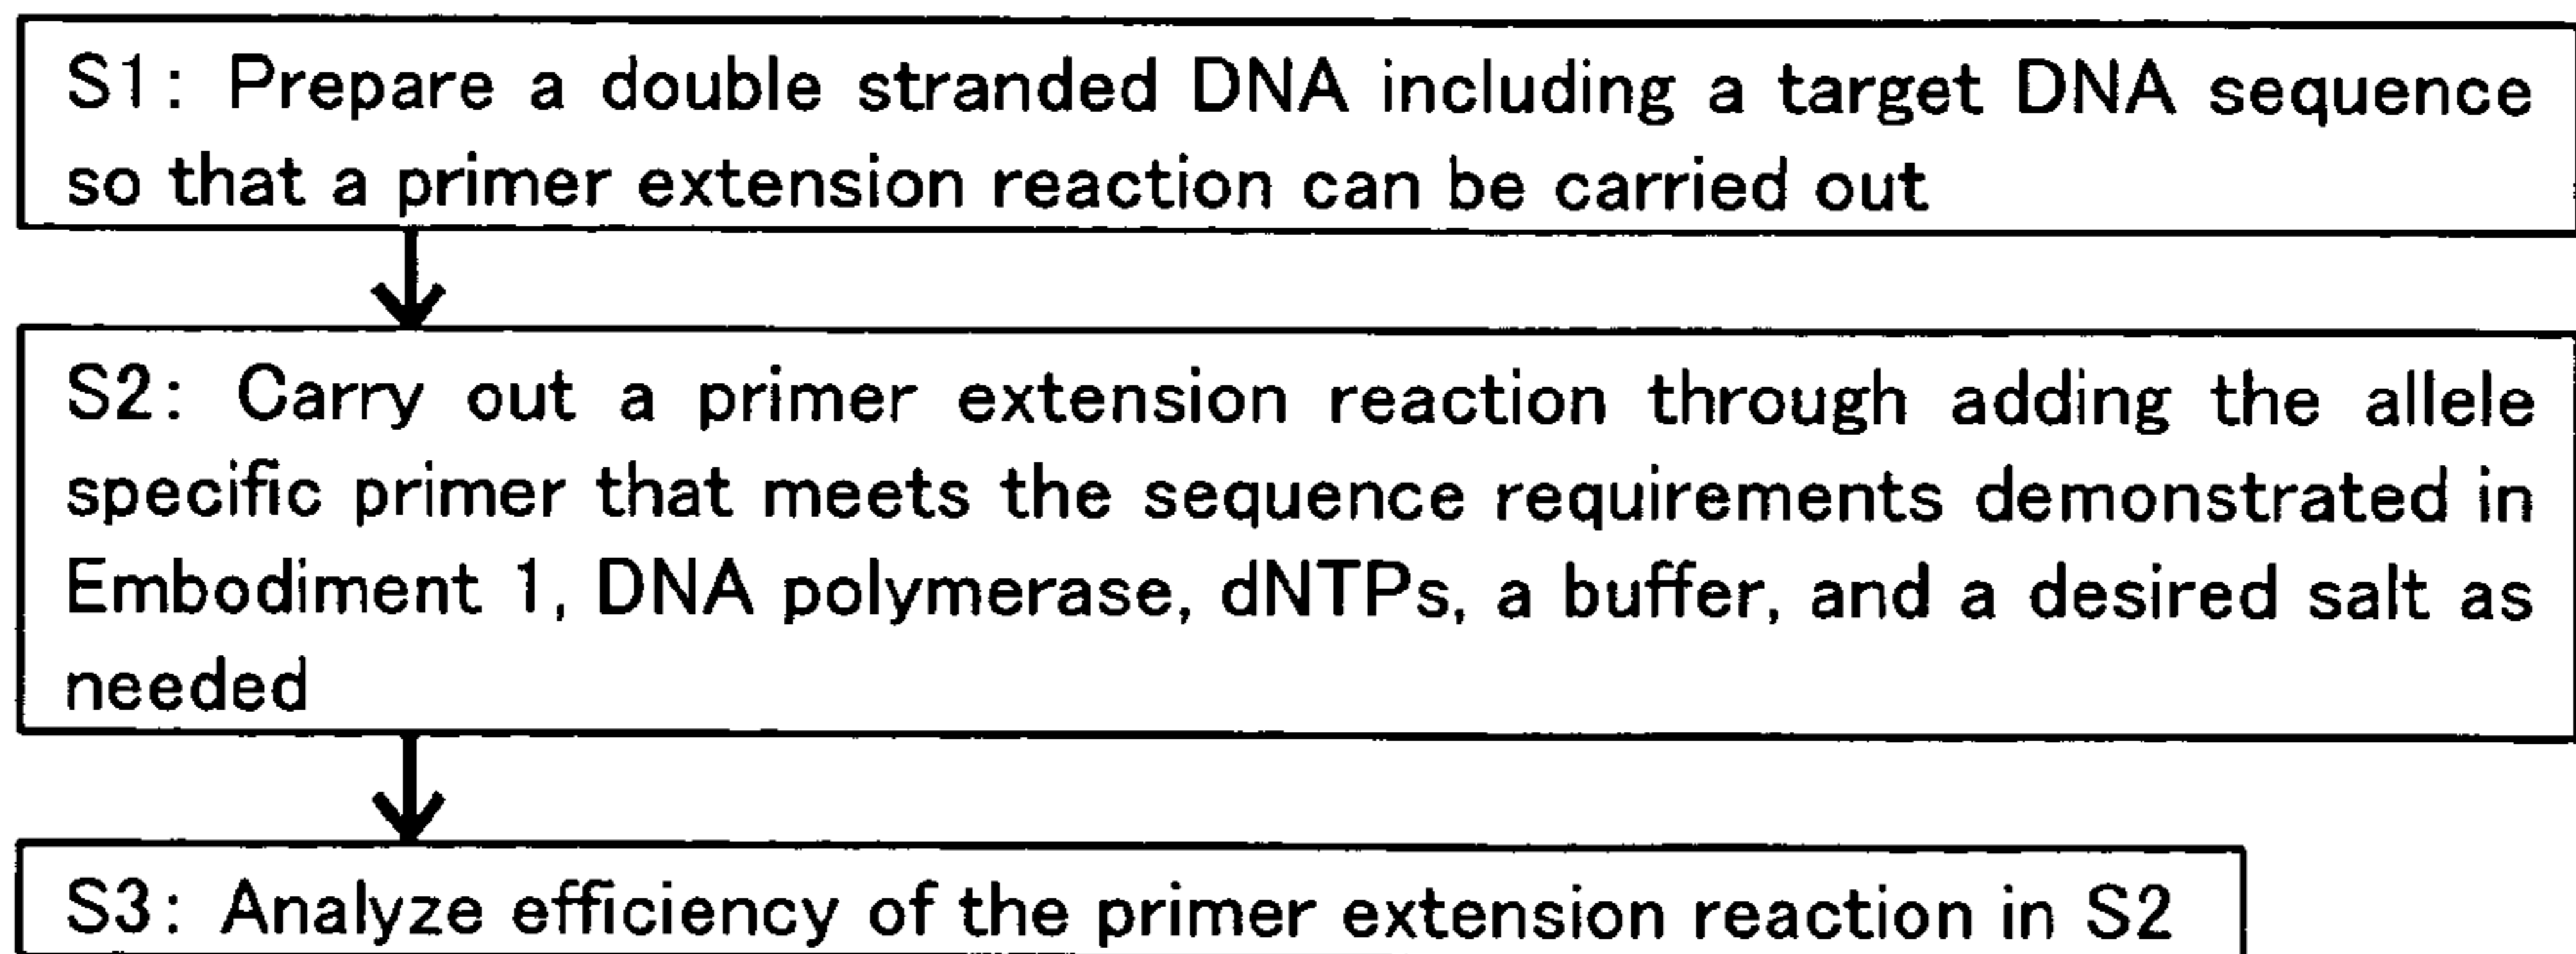 S1: Prepare a double stranded DNA including a target DNA sequence
so that a primer extension reaction can be carried out
S2: Carry out a primer extension reaction through adding the allele
specific primer that meets the sequence requirements demonstrated in
Embodiment 1, DNA polymerase, dNTPs, a buffer, and a desired salt as
needed
S3: Analyze efficiency of the primer extension reaction in S2